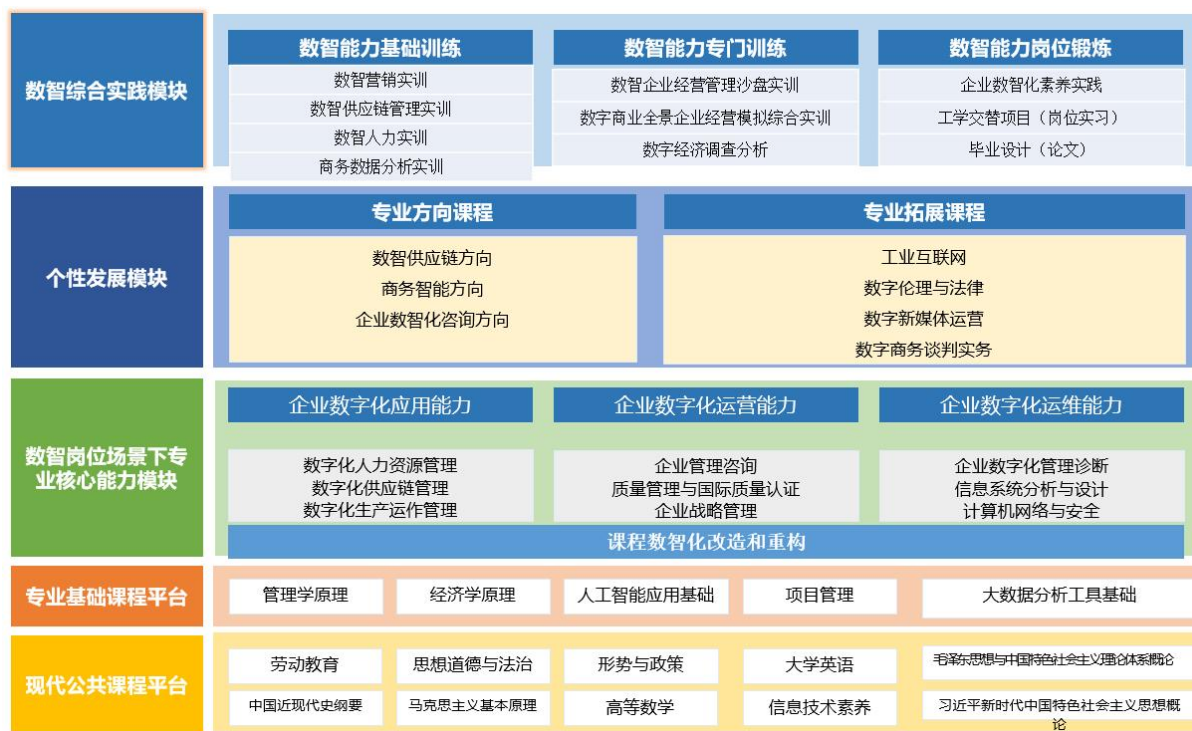 数智综合实践模块
数智能力基础训练
数智营销实训
数智供应链管理实训
数智人力实训
商务数据分析实训
数智能力专门训练
数智企业经营管理沙盘实训
数字商业全景企业经营模拟综合实训
数字经济调查分析
数智能力岗位锻炼
企业数智化素养实践
工学交替项目（岗位实习）
毕业设计（论文）
个性发展模块
专业方向课程
数智供应链方向
商务智能方向
企业数智化咨询方向
专业拓展课程
工业互联网
数字伦理与法律
数字新媒体运营
数字商务谈判实务
数智岗位场景下专
业核心能力模块
企业数字化应用能力
数字化人力资源管理
数字化供应链管理
数字化生产运作管理
企业数字化运营能力
企业管理咨询
质量管理与国际质量认证
企业战略管理
企业数字化运维能力
企业数字化管理诊断
信息系统分析与设计
计算机网络与安全
课程数智化改造和重构
专业基础课程平台
管理学原理
经济学原理
人工智能应用基础
项目管理
大数据分析工具基础
现代公共课程平台
劳动教育
思想道德与法治
形势与政策
大学英语
毛泽东思想与中国特色社会主义理论体系概论
中国近现代史纲要
马克思主义基本原理
高等数学
信息技术素养
习近平新时代中国特色社会主义思想概
论